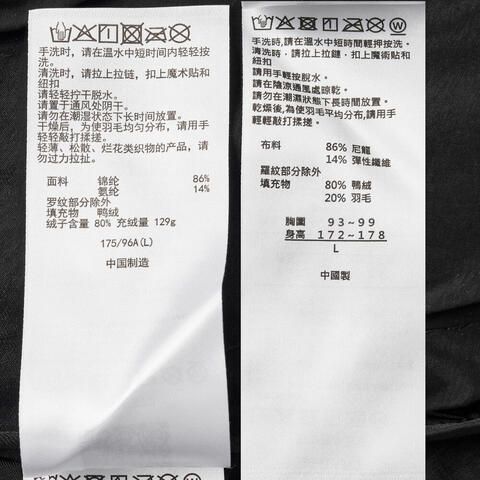 手洗时,请在温水中短时间内轻轻按
洗。
清洗时,请拉上拉链,扣上魔术贴和
纽扣
请轻轻拧干脱水。
请置于通风处阴干。
请勿在潮湿状态下长时间放置。
干燥后,为使羽毛均匀分布,请用手
轻轻敲打揉搓。
轻薄、松散、烂花类织物的产品,请
勿过力拉扯。
面料 锦纶 86%
氨纶 14%
罗纹部分除外
填充物 鸭绒
绒子含量 80% 充绒量 129g
175/96A(L)
中国制造
手洗時,請在溫水中短時間輕押按洗。
清洗時,請拉上拉鏈,扣上魔術貼和
紐扣
請用手輕按脫水。
請在陰涼通風處晾乾。
請勿在潮濕狀態下長時間放置。
乾燥後,為使羽毛平均分布,請用手
輕輕敲打揉搓。
布料 86% 尼龍
14% 彈性纖維
羅紋部分除外
填充物 80% 鴨絨
20% 羽毛
胸圍 93~99
身高 172~178
L
中國製